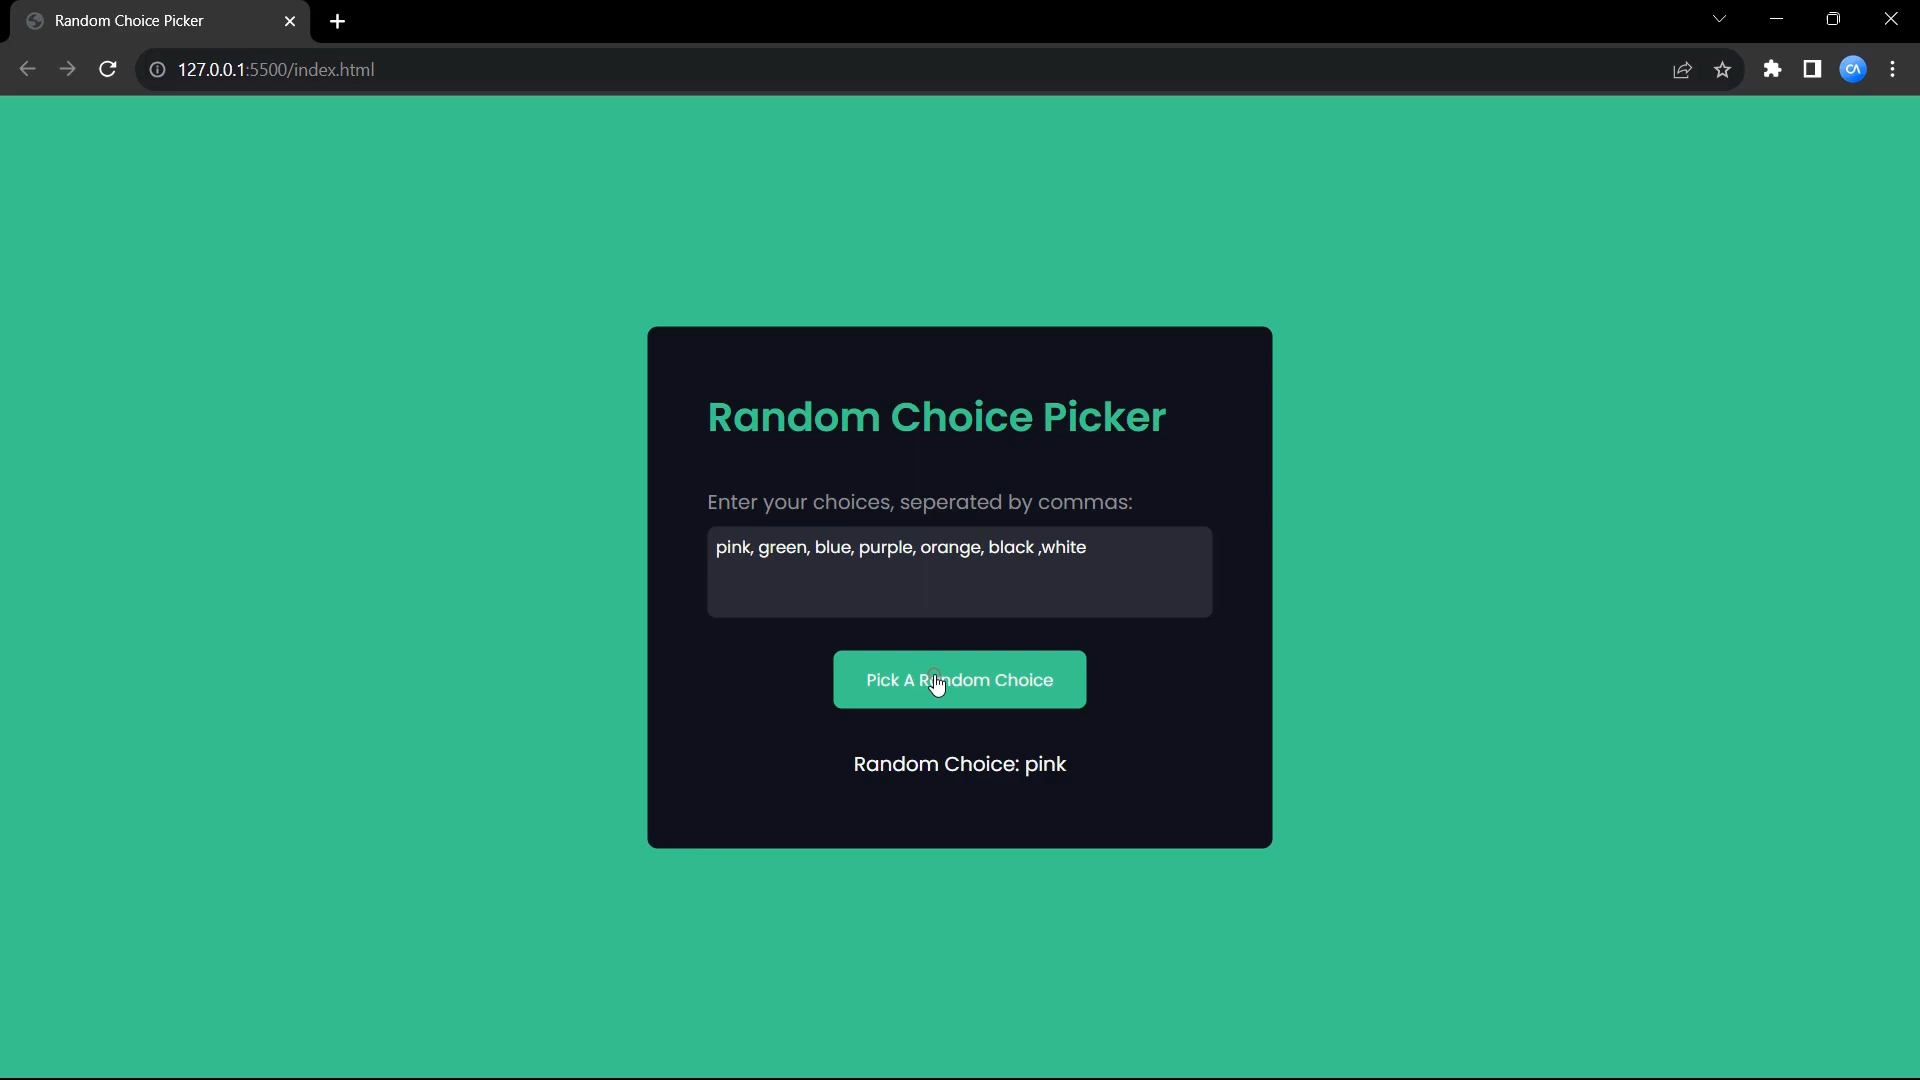 Random Choice Picker
127.0.0.1:5500/index.html
CA
Random Choice Picker
Enter your choices, seperated by commas:
pink, green, blue, purple, orange, black ,white
Pick A Random Choice
Random Choice: pink